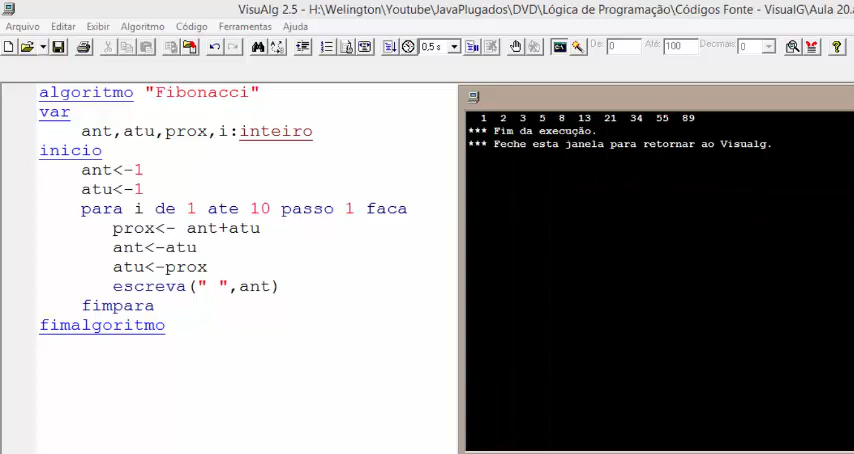 VisuAlg 2.5 - H:\Welington\Youtube\JavaPlugados\DVD\Lógica de Programação\Códigos Fonte - VisualG\Aula 20.a
Arquivo Editar Exibir Algoritmo Código Ferramentas Ajuda
0,5 s De: 0 Até: 100 Decmais: 0
algoritmo "Fibonacci"
var
ant,atu,prox,i:inteiro
inicio
ant<-1
atu<-1
para i de 1 ate 10 passo 1 faca
prox<- ant+atu
ant<-atu
atu<-prox
escreva(" ",ant)
fimpara
fimalgoritmo
1 2 3 5 8 13 21 34 55 89
*** Fim da execução.
*** Feche esta janela para retornar ao Visualg.